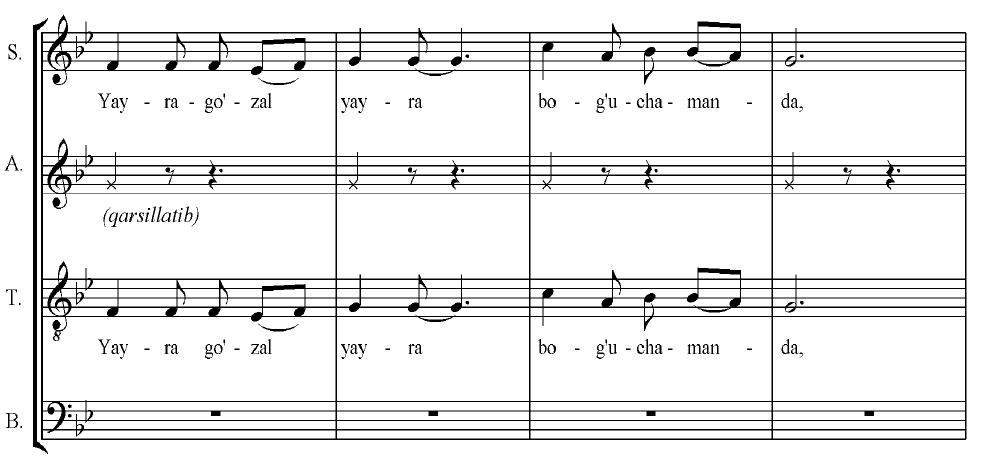 S.
Yay - ra - go' - zal yay - ra bo - g'u - cha - man - da,
A.
(qarsillatib)
T.
8
Yay - ra go' - zal yay - ra bo - g'u - cha - man - da,
B.